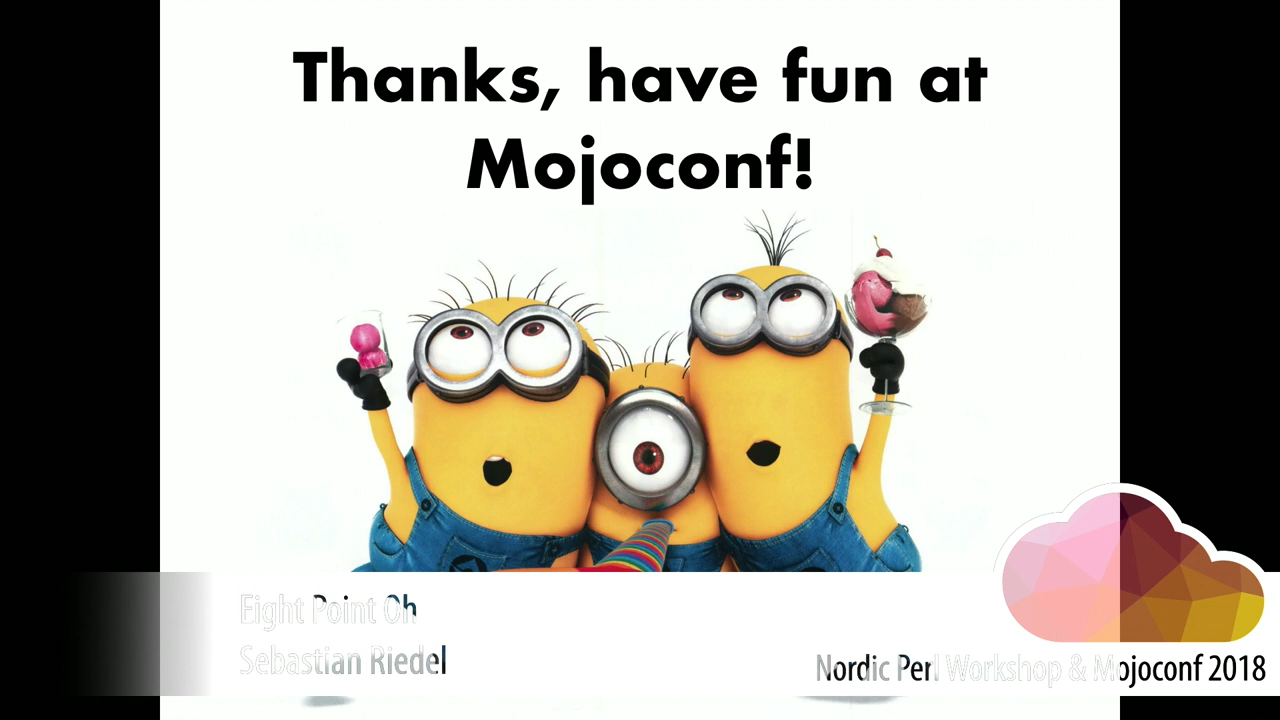 Thanks, have fun at
Mojoconf!
Eight Point Oh
Sebastian Riedel
Nordic Perl Workshop & Mojoconf 2018